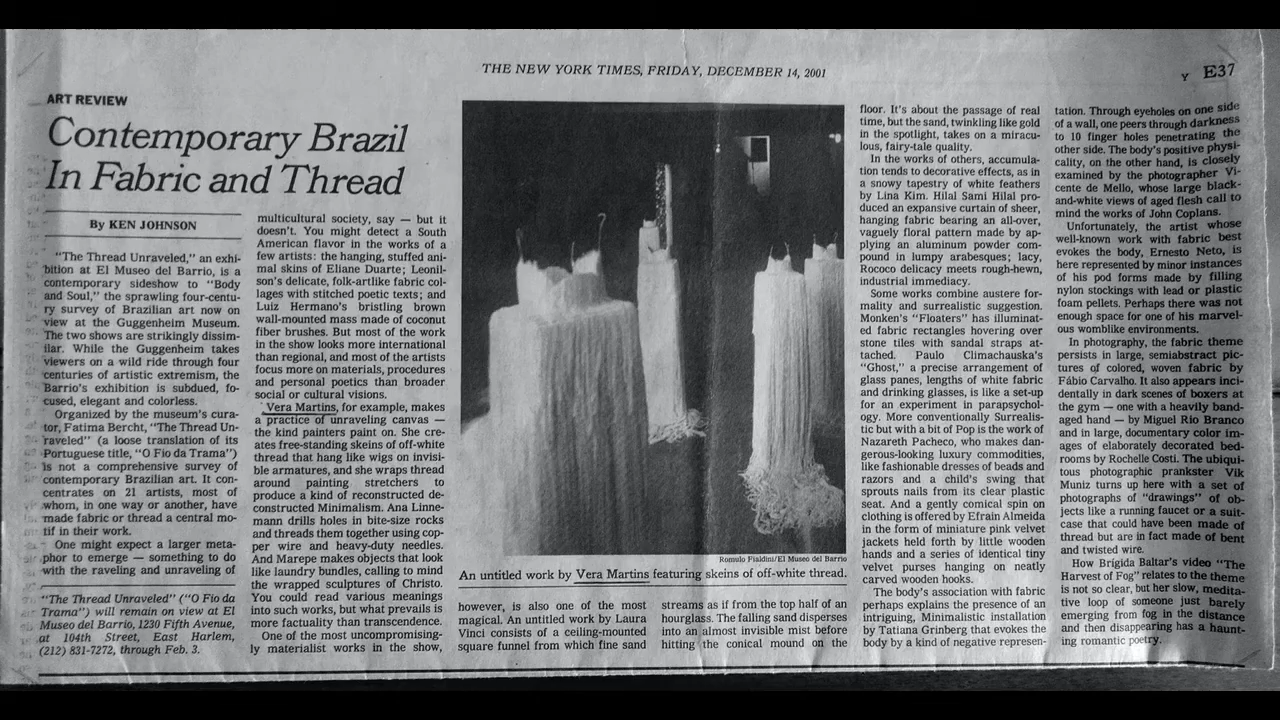 THE NEW YORK TIMES, FRIDAY, DECEMBER 14, 2001
Y E37
ART REVIEW
Contemporary Brazil
In Fabric and Thread
By KEN JOHNSON
"The Thread Unraveled," an exhi-
bition at El Museo del Barrio, is a
contemporary sideshow to "Body
and Soul," the sprawling four-centu-
ry survey of Brazilian art now on
view at the Guggenheim Museum.
The two shows are strikingly dissim-
ilar. While the Guggenheim takes
viewers on a wild ride through four
centuries of artistic extremism, the
Barrio's exhibition is subdued, fo-
cused, elegant and colorless.
Organized by the museum's cura-
tor, Fatima Bercht, "The Thread Un-
raveled" (a loose translation of its
Portuguese title, "O Fio da Trama")
is not a comprehensive survey of
contemporary Brazilian art. It con-
centrates on 21 artists, most of
whom, in one way or another, have
made fabric or thread a central mo-
tif in their work.
One might expect a larger meta-
phor to emerge — something to do
with the raveling and unraveling of
"The Thread Unraveled" ("O Fio da
Trama") will remain on view at El
Museo del Barrio, 1230 Fifth Avenue,
at 104th Street, East Harlem,
(212) 831-7272, through Feb. 3.
multicultural society, say — but it
doesn't. You might detect a South
American flavor in the works of a
few artists: the hanging, stuffed ani-
mal skins of Eliane Duarte; Leonil-
son's delicate, folk-artlike fabric col-
lages with stitched poetic texts; and
Luiz Hermano's bristling brown
wall-mounted mass made of coconut
fiber brushes. But most of the work
in the show looks more international
than regional, and most of the artists
focus more on materials, procedures
and personal poetics than broader
social or cultural visions.
Vera Martins, for example, makes
a practice of unraveling canvas —
the kind painters paint on. She cre-
ates free-standing skeins of off-white
thread that hang like wigs on invisi-
ble armatures, and she wraps thread
around painting stretchers to
produce a kind of reconstructed de-
constructed Minimalism. Ana Linne-
mann drills holes in bite-size rocks
and threads them together using cop-
per wire and heavy-duty needles.
And Marepe makes objects that look
like laundry bundles, calling to mind
the wrapped sculptures of Christo.
You could read various meanings
into such works, but what prevails is
more factuality than transcendence.
One of the most uncompromising-
ly materialist works in the show,
Romulo Fialdini/El Museo del Barrio
An untitled work by Vera Martins featuring skeins of off-white thread.
however, is also one of the most
magical. An untitled work by Laura
Vinci consists of a ceiling-mounted
square funnel from which fine sand
streams as if from the top half of an
hourglass. The falling sand disperses
into an almost invisible mist before
hitting the conical mound on the
floor. It's about the passage of real
time, but the sand, twinkling like gold
in the spotlight, takes on a miracu-
lous, fairy-tale quality.
In the works of others, accumula-
tion tends to decorative effects, as in
a snowy tapestry of white feathers
by Lina Kim. Hilal Sami Hilal pro-
duced an expansive curtain of sheer,
hanging fabric bearing an all-over,
vaguely floral pattern made by ap-
plying an aluminum powder com-
pound in lumpy arabesques; lacy,
Rococo delicacy meets rough-hewn,
industrial immediacy.
Some works combine austere for-
mality and surrealistic suggestion.
Monken's "Floaters" has illuminat-
ed fabric rectangles hovering over
stone tiles with sandal straps at-
tached. Paulo Climachauska's
"Ghost," a precise arrangement of
glass panes, lengths of white fabric
and drinking glasses, is like a set-up
for an experiment in parapsychol-
ogy. More conventionally Surrealis-
tic but with a bit of Pop is the work of
Nazareth Pacheco, who makes dan-
gerous-looking luxury commodities,
like fashionable dresses of beads and
razors and a child's swing that
sprouts nails from its clear plastic
seat. And a gently comical spin on
clothing is offered by Efrain Almeida
in the form of miniature pink velvet
jackets held forth by little wooden
hands and a series of identical tiny
velvet purses hanging on neatly
carved wooden hooks.
The body's association with fabric
perhaps explains the presence of an
intriguing, Minimalistic installation
by Tatiana Grinberg that evokes the
body by a kind of negative represen-
tation. Through eyeholes on one side
of a wall, one peers through darkness
to 10 finger holes penetrating the
other side. The body's positive physi-
cality, on the other hand, is closely
examined by the photographer Vi-
cente de Mello, whose large black-
and-white views of aged flesh call to
mind the works of John Coplans.
Unfortunately, the artist whose
well-known work with fabric best
evokes the body, Ernesto Neto, is
here represented by minor instances
of his pod forms made by filling
nylon stockings with lead or plastic
foam pellets. Perhaps there was not
enough space for one of his marvel-
ous womblike environments.
In photography, the fabric theme
persists in large, semiabstract pic-
tures of colored, woven fabric by
Fábio Carvalho. It also appears inci-
dentally in dark scenes of boxers at
the gym — one with a heavily band-
aged hand — by Miguel Rio Branco
and in large, documentary color im-
ages of elaborately decorated bed-
rooms by Rochelle Costi. The ubiqui-
tous photographic prankster Vik
Muniz turns up here with a set of
photographs of "drawings" of ob-
jects like a running faucet or a suit-
case that could have been made of
thread but are in fact made of bent
and twisted wire.
How Brigida Baltar's video "The
Harvest of Fog" relates to the theme
is not so clear, but her slow, medita-
tive loop of someone just barely
emerging from fog in the distance
and then disappearing has a haunt-
ing romantic poetry.